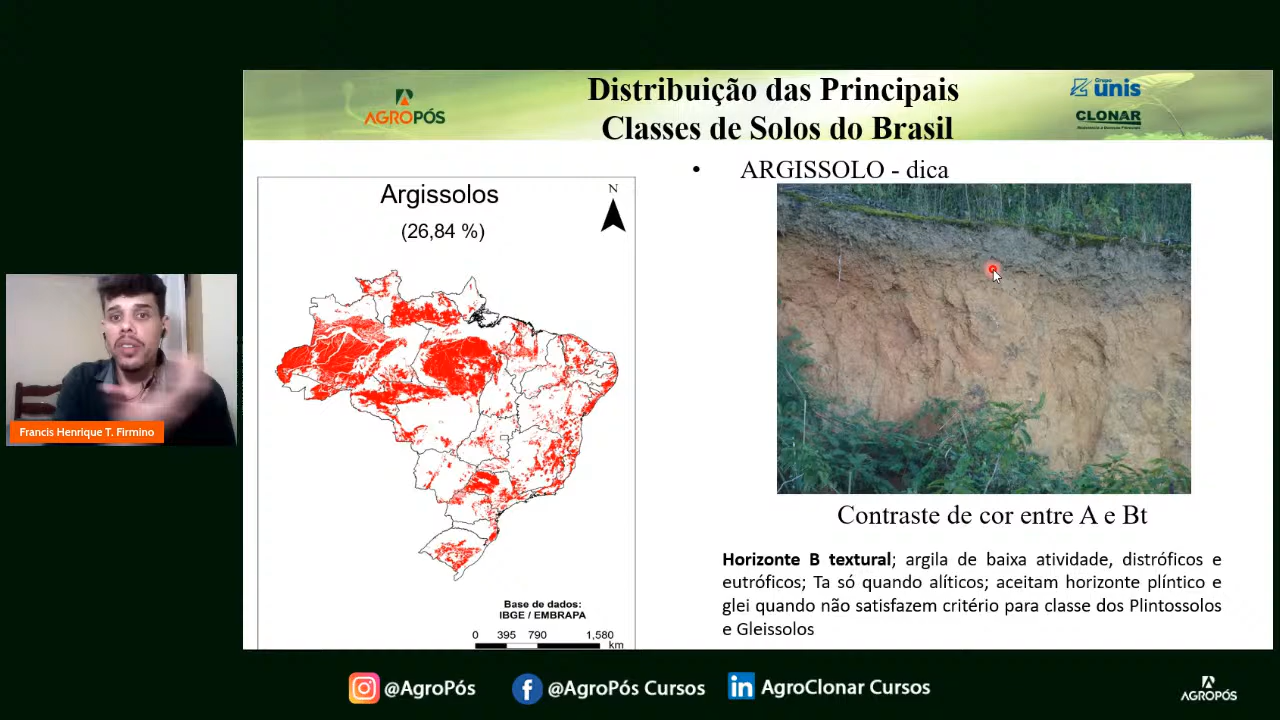 AGROPÓS
Distribuição das Principais
Classes de Solos do Brasil
Grupo
unis
CLONAR
Argissolos
(26,84 %)
N
Base de dados:
IBGE / EMBRAPA
0 395 790 1,580
km
• ARGISSOLO - dica
Contraste de cor entre A e Bt
Horizonte B textural; argila de baixa atividade, distróficos e
eutróficos; Ta só quando alíticos; aceitam horizonte plíntico e
glei quando não satisfazem critério para classe dos Plintossolos
e Gleissolos
Francis Henrique T. Firmino
@AgroPós
@AgroPós Cursos
in AgroClonar Cursos
AGROPÓS